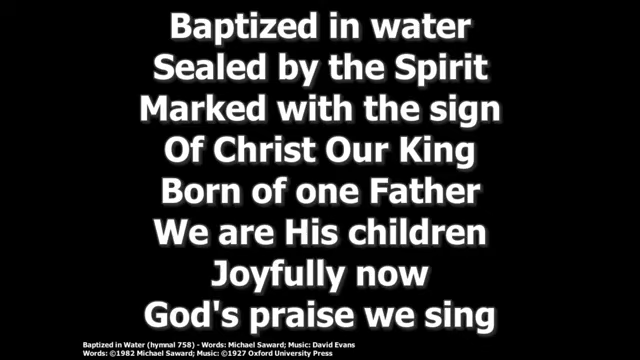 Baptized in water
Sealed by the Spirit
Marked with the sign
Of Christ Our King
Born of one Father
We are His children
Joyfully now
God's praise we sing
Baptized in Water (hymnal 758) - Words: Michael Saward; Music: David Evans
Words: ©1982 Michael Saward; Music: ©1927 Oxford University Press